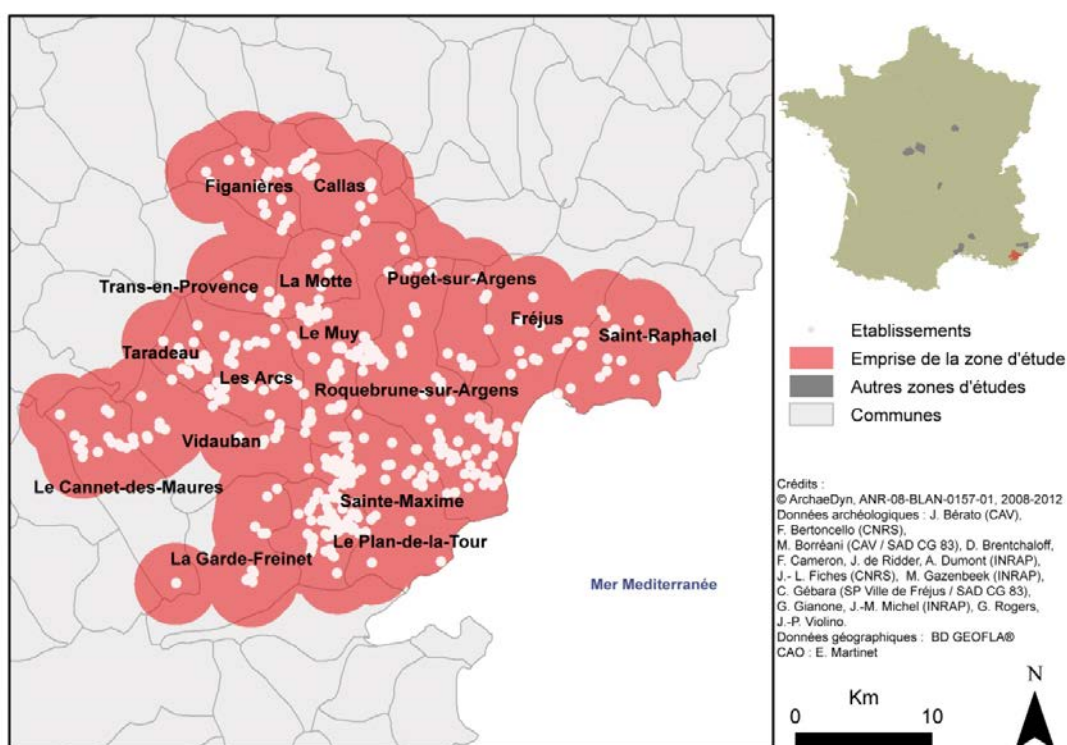 Figanières
Callas
Trans-en-Provence
La Motte
Puget-sur-Argens
Le Muy
Fréjus
Saint-Raphael
Taradeau
Les Arcs
Roquebrune-sur-Argens
Vidauban
Le Cannet-des-Maures
Sainte-Maxime
Le Plan-de-la-Tour
La Garde-Freinet
Mer Mediterranée
Etablissements
Emprise de la zone d'étude
Autres zones d'études
Communes
Crédits :
© ArchaeDyn, ANR-08-BLAN-0157-01, 2008-2012
Données archéologiques : J. Bérato (CAV),
F. Bertoncello (CNRS),
M. Borréani (CAV / SAD CG 83), D. Brentchaloff,
F. Cameron, J. de Ridder, A. Dumont (INRAP),
J.- L. Fiches (CNRS), M. Gazenbeek (INRAP),
C. Gébara (SP Ville de Fréjus / SAD CG 83),
G. Gianone, J.-M. Michel (INRAP), G. Rogers,
J.-P. Violino.
Données géographiques : BD GEOFLA®
CAO : E. Martinet
Km
0 10
N